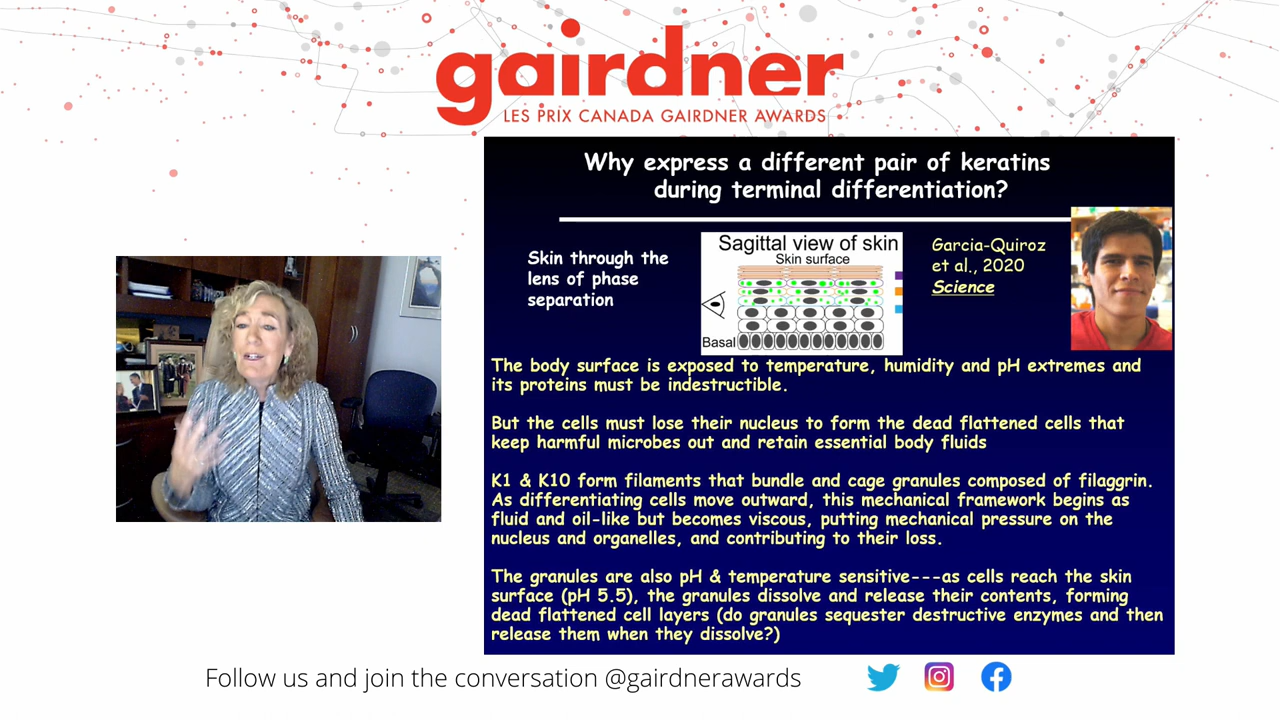 gairdner
LES PRIX CANADA GAIRDNER AWARDS
Why express a different pair of keratins
during terminal differentiation?
Skin through the
lens of phase
separation
Sagittal view of skin
Skin surface
Basal
Garcia-Quiroz
et al., 2020
Science
The body surface is exposed to temperature, humidity and pH extremes and
its proteins must be indestructible.
But the cells must lose their nucleus to form the dead flattened cells that
keep harmful microbes out and retain essential body fluids
K1 & K10 form filaments that bundle and cage granules composed of filaggrin.
As differentiating cells move outward, this mechanical framework begins as
fluid and oil-like but becomes viscous, putting mechanical pressure on the
nucleus and organelles, and contributing to their loss.
The granules are also pH & temperature sensitive---as cells reach the skin
surface (pH 5.5), the granules dissolve and release their contents, forming
dead flattened cell layers (do granules sequester destructive enzymes and then
release them when they dissolve?)
Follow us and join the conversation @gairdnerawards